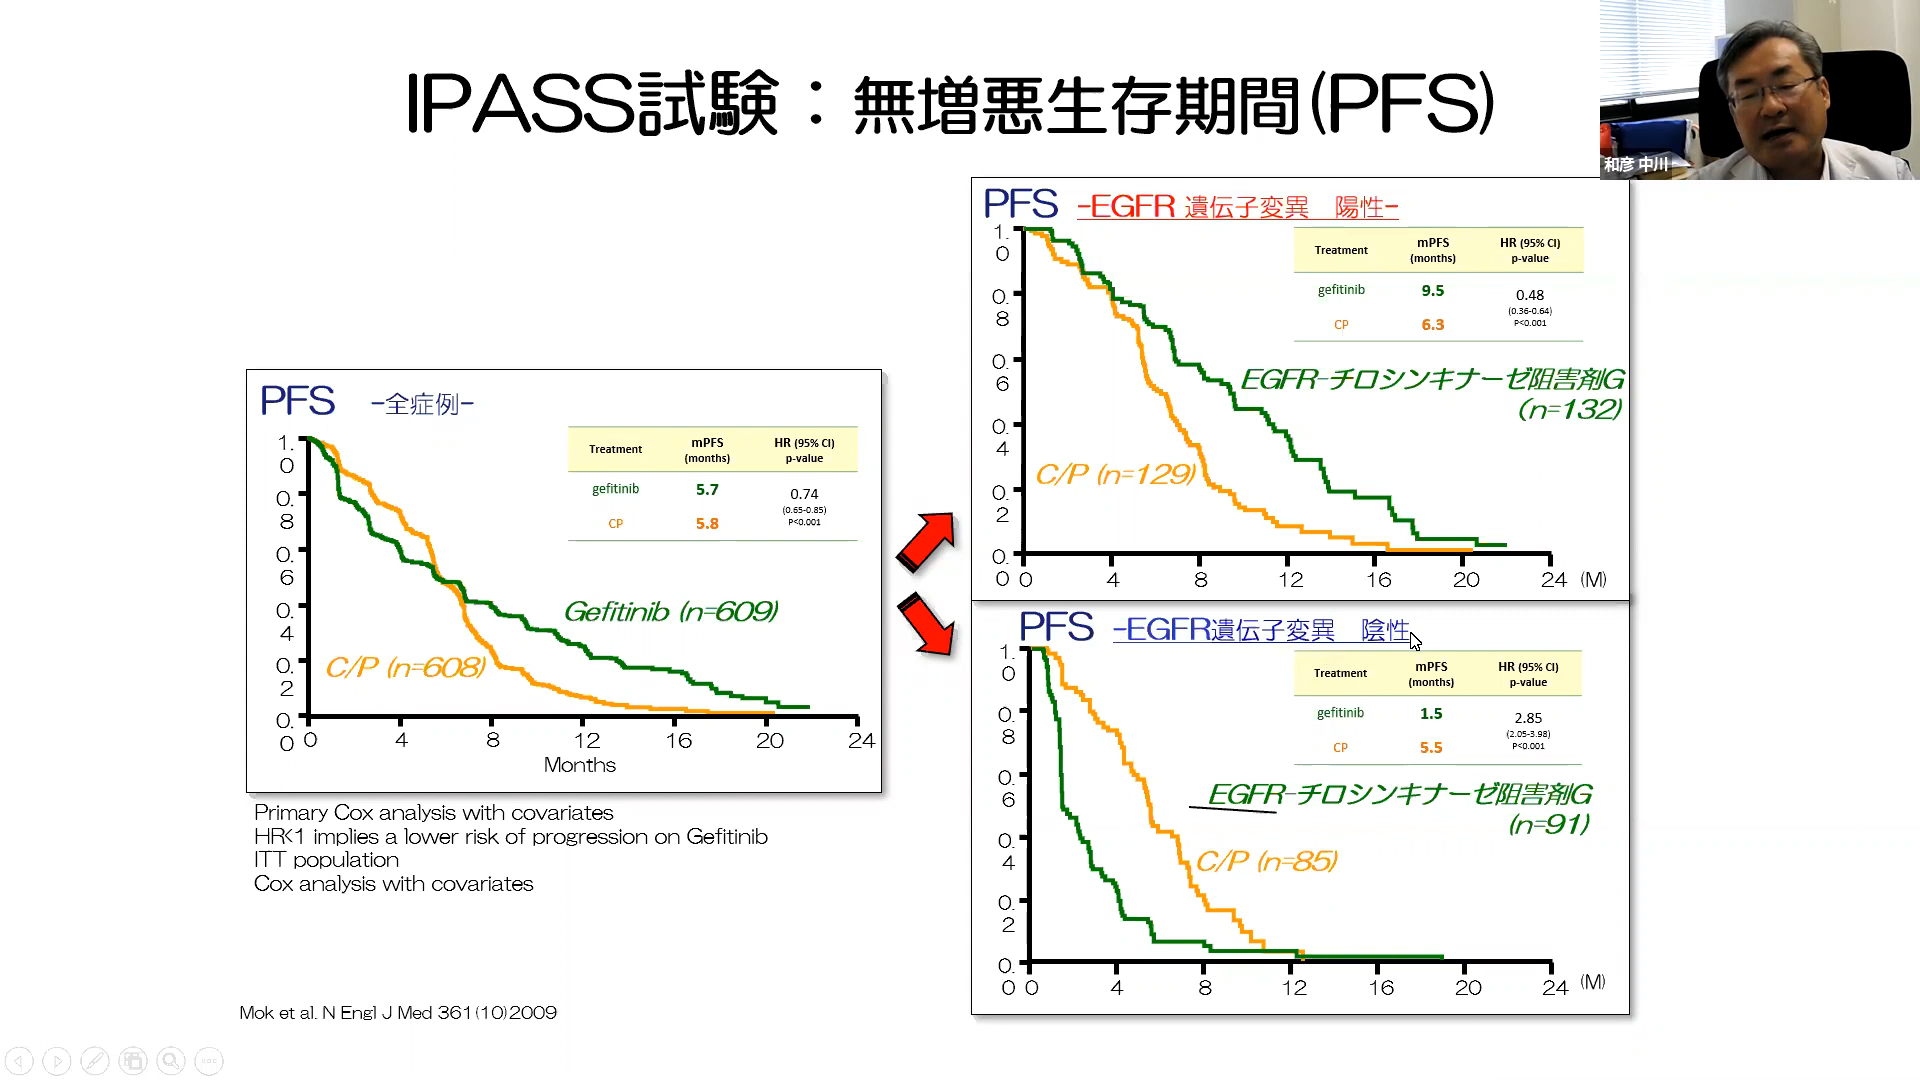 IPASS試験：無増悪生存期間(PFS)
和彦 中川
PFS -全症例-
1.0
0.8
0.6
0.4
0.2
0.0
Treatment mPFS (months) HR (95% CI) p-value
gefitinib 5.7 0.74 (0.65-0.85) P<0.001
CP 5.8
Gefitinib (n=609)
C/P (n=608)
0 4 8 12 16 20 24
Months
Primary Cox analysis with covariates
HR<1 implies a lower risk of progression on Gefitinib
ITT population
Cox analysis with covariates
Mok et al. N Engl J Med 361(10)2009
PFS -EGFR 遺伝子変異 陽性-
1.0
0.8
0.6
0.4
0.2
0.0
Treatment mPFS (months) HR (95% CI) p-value
gefitinib 9.5 0.48 (0.36-0.64) P<0.001
CP 6.3
EGFR-チロシンキナーゼ阻害剤G
(n=132)
C/P (n=129)
0 4 8 12 16 20 24 (M)
PFS -EGFR遺伝子変異 陰性
1.0
0.8
0.6
0.4
0.2
0.0
Treatment mPFS (months) HR (95% CI) p-value
gefitinib 1.5 2.85 (2.05-3.98) P<0.001
CP 5.5
EGFR-チロシンキナーゼ阻害剤G
(n=91)
C/P (n=85)
0 4 8 12 16 20 24 (M)